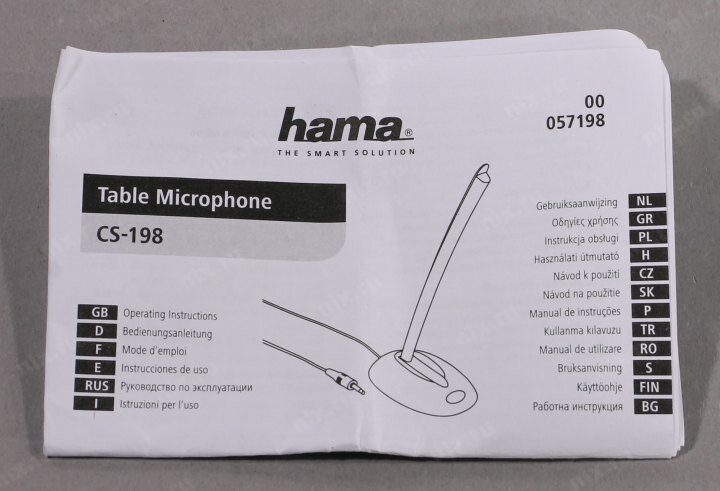 hama®
THE SMART SOLUTION
00
057198
Table Microphone
CS-198
GB Operating Instructions
D Bedienungsanleitung
F Mode d'emploi
E Instrucciones de uso
RUS Руководство по эксплуатации
I Istruzioni per l'uso
Gebruiksaanwijzing NL
Οδηγίες χρήσης GR
Instrukcja obsługi PL
Használati útmutató H
Návod k použití CZ
Návod na použitie SK
Manual de instruções P
Kullanma kılavuzu TR
Manual de utilizare RO
Bruksanvisning S
Käyttöohje FIN
Работна инструкция BG